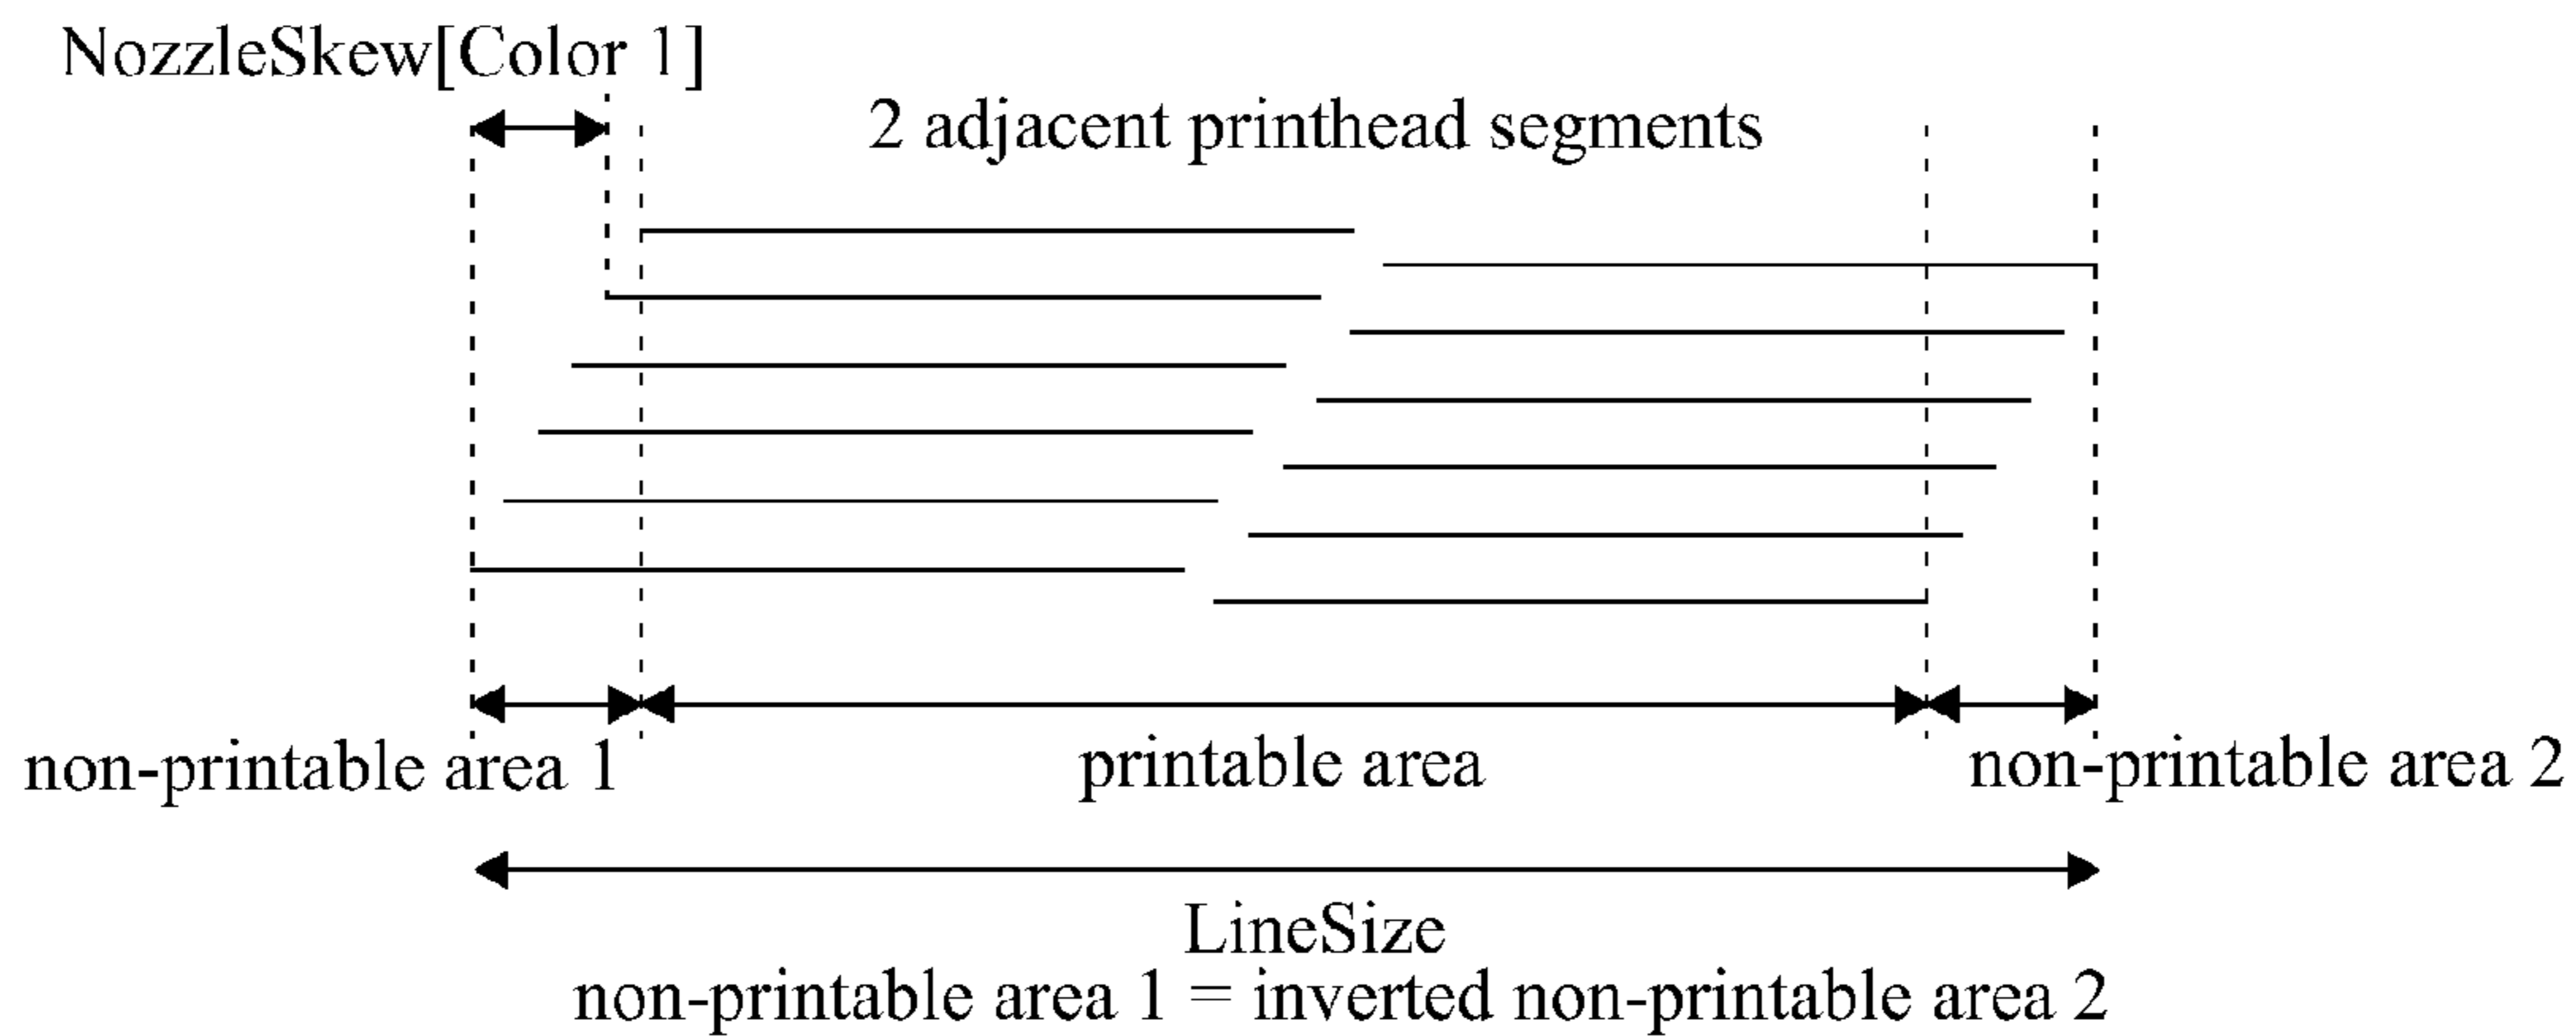 NozzleSkew[Color 1]
2 adjacent printhead segments
non-printable area 1
printable area
non-printable area 2
LineSize
non-printable area 1 = inverted non-printable area 2